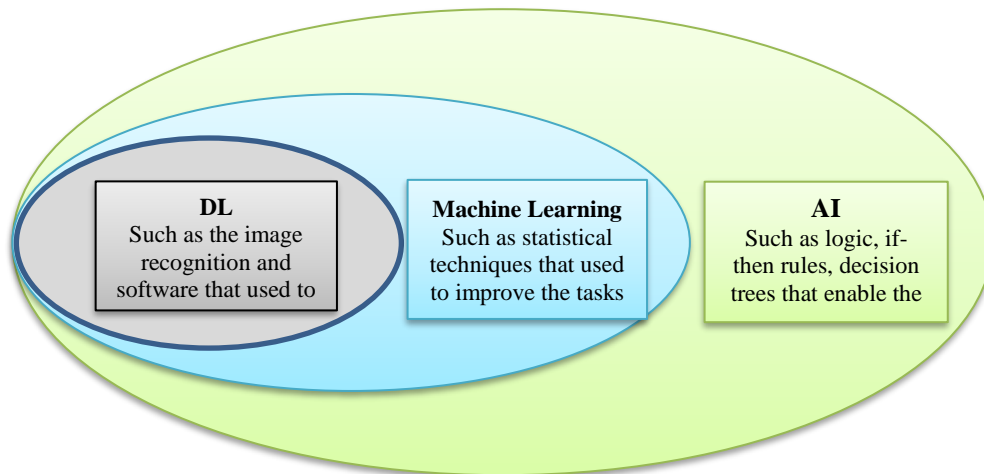 DL
Such as the image
recognition and
software that used to
Machine Learning
Such as statistical
techniques that used
to improve the tasks
AI
Such as logic, if-
then rules, decision
trees that enable the